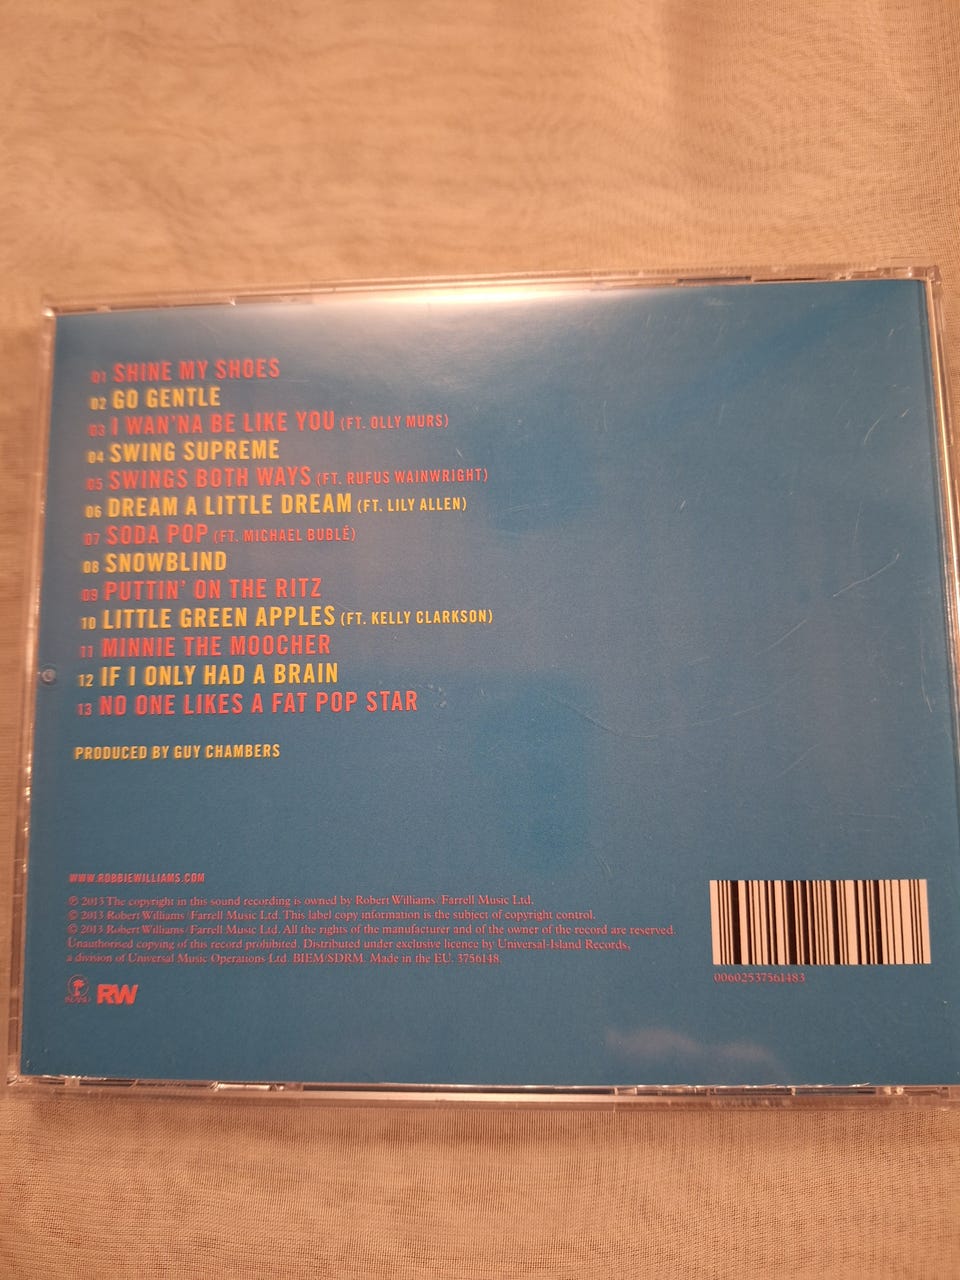 01 SHINE MY SHOES
02 GO GENTLE
03 I WAN'NA BE LIKE YOU (FT. OLLY MURS)
04 SWING SUPREME
05 SWINGS BOTH WAYS (FT. RUFUS WAINWRIGHT)
06 DREAM A LITTLE DREAM (FT. LILY ALLEN)
07 SODA POP (FT. MICHAEL BUBLÉ)
08 SNOWBLIND
09 PUTTIN' ON THE RITZ
10 LITTLE GREEN APPLES (FT. KELLY CLARKSON)
11 MINNIE THE MOOCHER
12 IF I ONLY HAD A BRAIN
13 NO ONE LIKES A FAT POP STAR
PRODUCED BY GUY CHAMBERS
WWW.ROBBIEWILLIAMS.COM
℗ 2013 The copyright in this sound recording is owned by Robert Williams/Farrell Music Ltd.
© 2013 Robert Williams/Farrell Music Ltd. This label copy information is the subject of copyright control.
© 2013 Robert Williams/Farrell Music Ltd. All the rights of the manufacturer and of the owner of the record are reserved.
Unauthorised copying of this record prohibited. Distributed under exclusive licence by Universal-Island Records,
a division of Universal Music Operations Ltd. BIEM/SDRM. Made in the EU. 3756148.
ISLAND RW
00602537561483